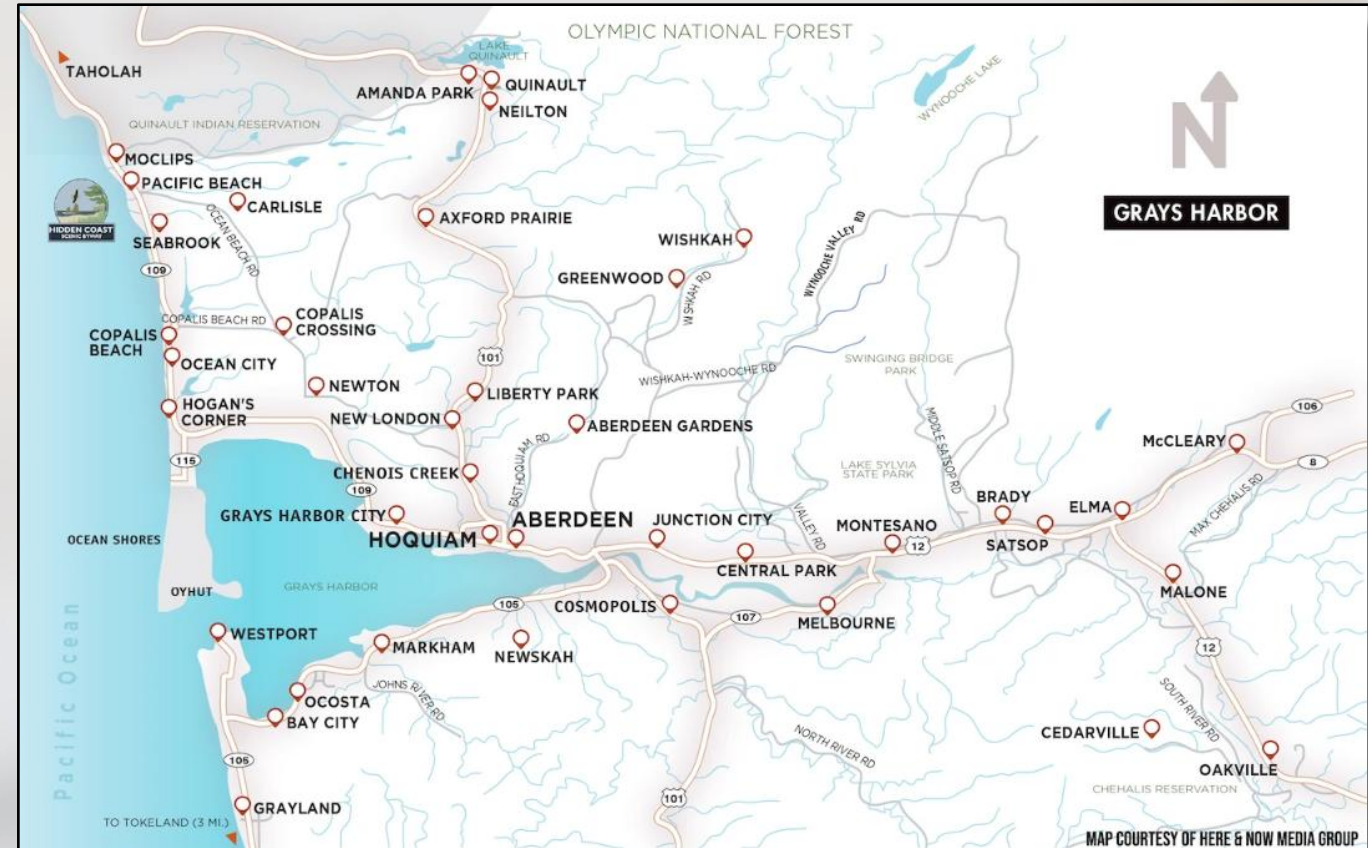 OLYMPIC NATIONAL FOREST
TAHOLAH
LAKE
QUINAULT
AMANDA PARK
QUINAULT
NEILTON
WYNOOCHE LAKE
N
QUINAULT INDIAN RESERVATION
MOCLIPS
PACIFIC BEACH
CARLISLE
HIDDEN COAST
SCENIC BYWAY
SEABROOK
OCEAN BEACH RD
AXFORD PRAIRIE
WISHKAH
GREENWOOD
WISHKAH RD
WYNOOCHE VALLEY RD
GRAYS HARBOR
109
COPALIS BEACH RD
COPALIS
CROSSING
COPALIS
BEACH
OCEAN CITY
101
WISHKAH-WYNOOCHE RD
SWINGING BRIDGE
PARK
NEWTON
LIBERTY PARK
HOGAN'S
CORNER
NEW LONDON
ABERDEEN GARDENS
MIDDLE SATSOP RD
106
McCLEARY
8
115
CHENOIS CREEK
EAST HOQUIAM RD
LAKE SYLVIA
STATE PARK
MAX CHEHALIS RD
109
GRAYS HARBOR CITY
HOQUIAM
ABERDEEN
JUNCTION CITY
VALLEY RD
MONTESANO
12
BRADY
SATSOP
ELMA
OCEAN SHORES
CENTRAL PARK
OYHUT
GRAYS HARBOR
105
COSMOPOLIS
107
MELBOURNE
MALONE
WESTPORT
MARKHAM
NEWSKAH
12
JOHNS RIVER RD
OCOSTA
BAY CITY
SOUTH RIVER RD
Pacific Ocean
105
NORTH RIVER RD
CEDARVILLE
OAKVILLE
CHEHALIS RESERVATION
GRAYLAND
101
TO TOKELAND (3 MI.)
MAP COURTESY OF HERE & NOW MEDIA GROUP